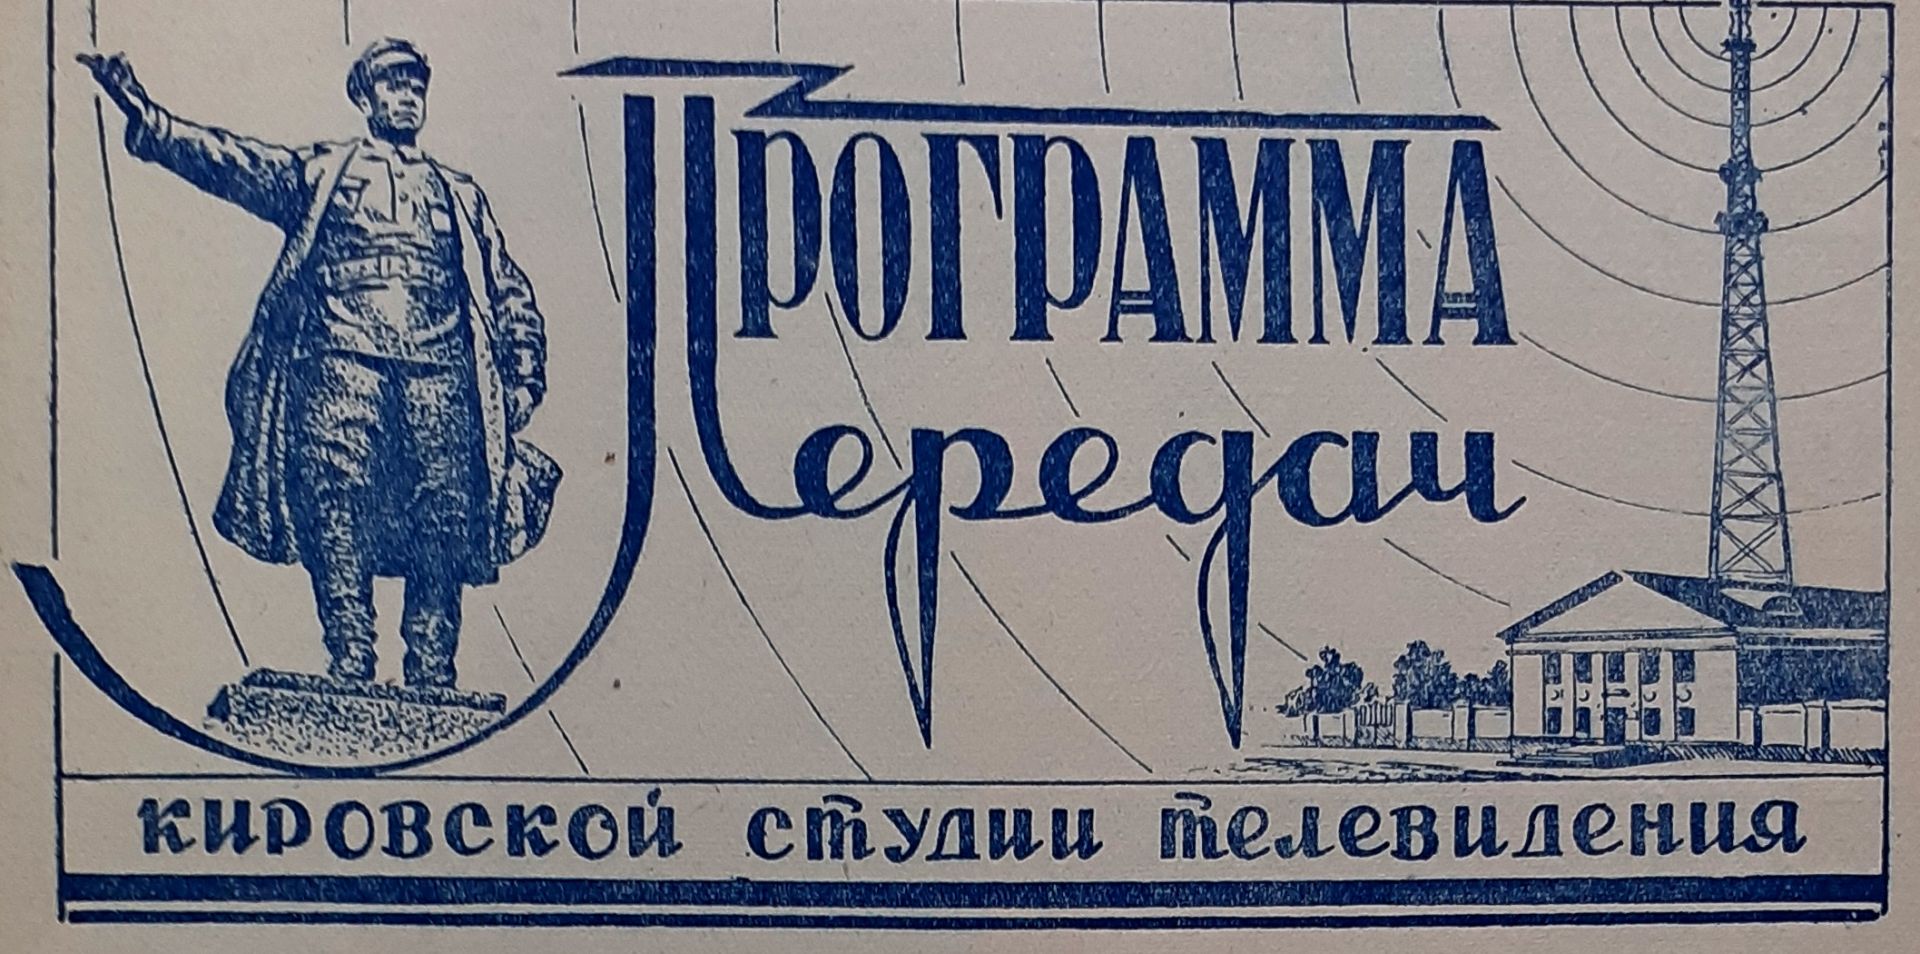 ПРОГРАММА
Передач
кировской студии телевидения